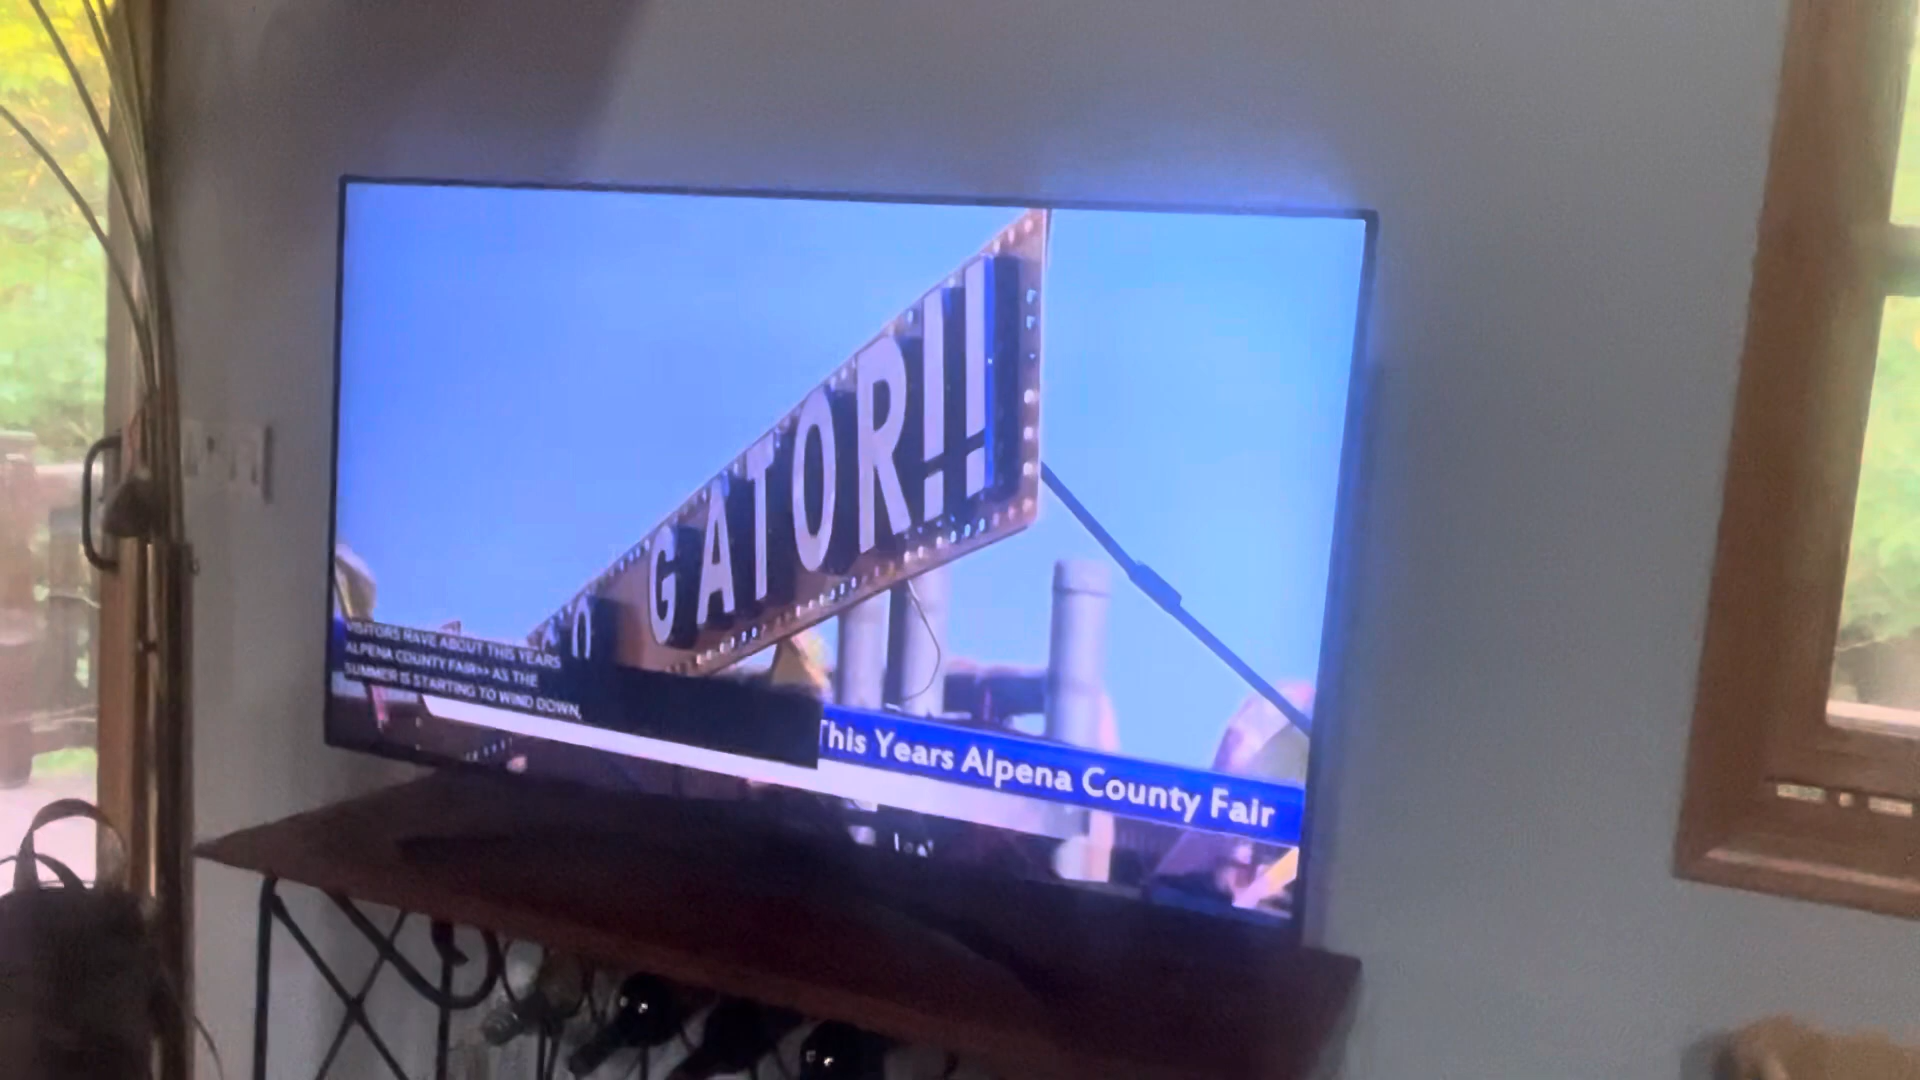 GATOR!!
VISITORS HAVE ABOUT THIS YEARS
ALPENA COUNTY FAIR>> AS THE
SUMMER IS STARTING TO WIND DOWN,
This Years Alpena County Fair